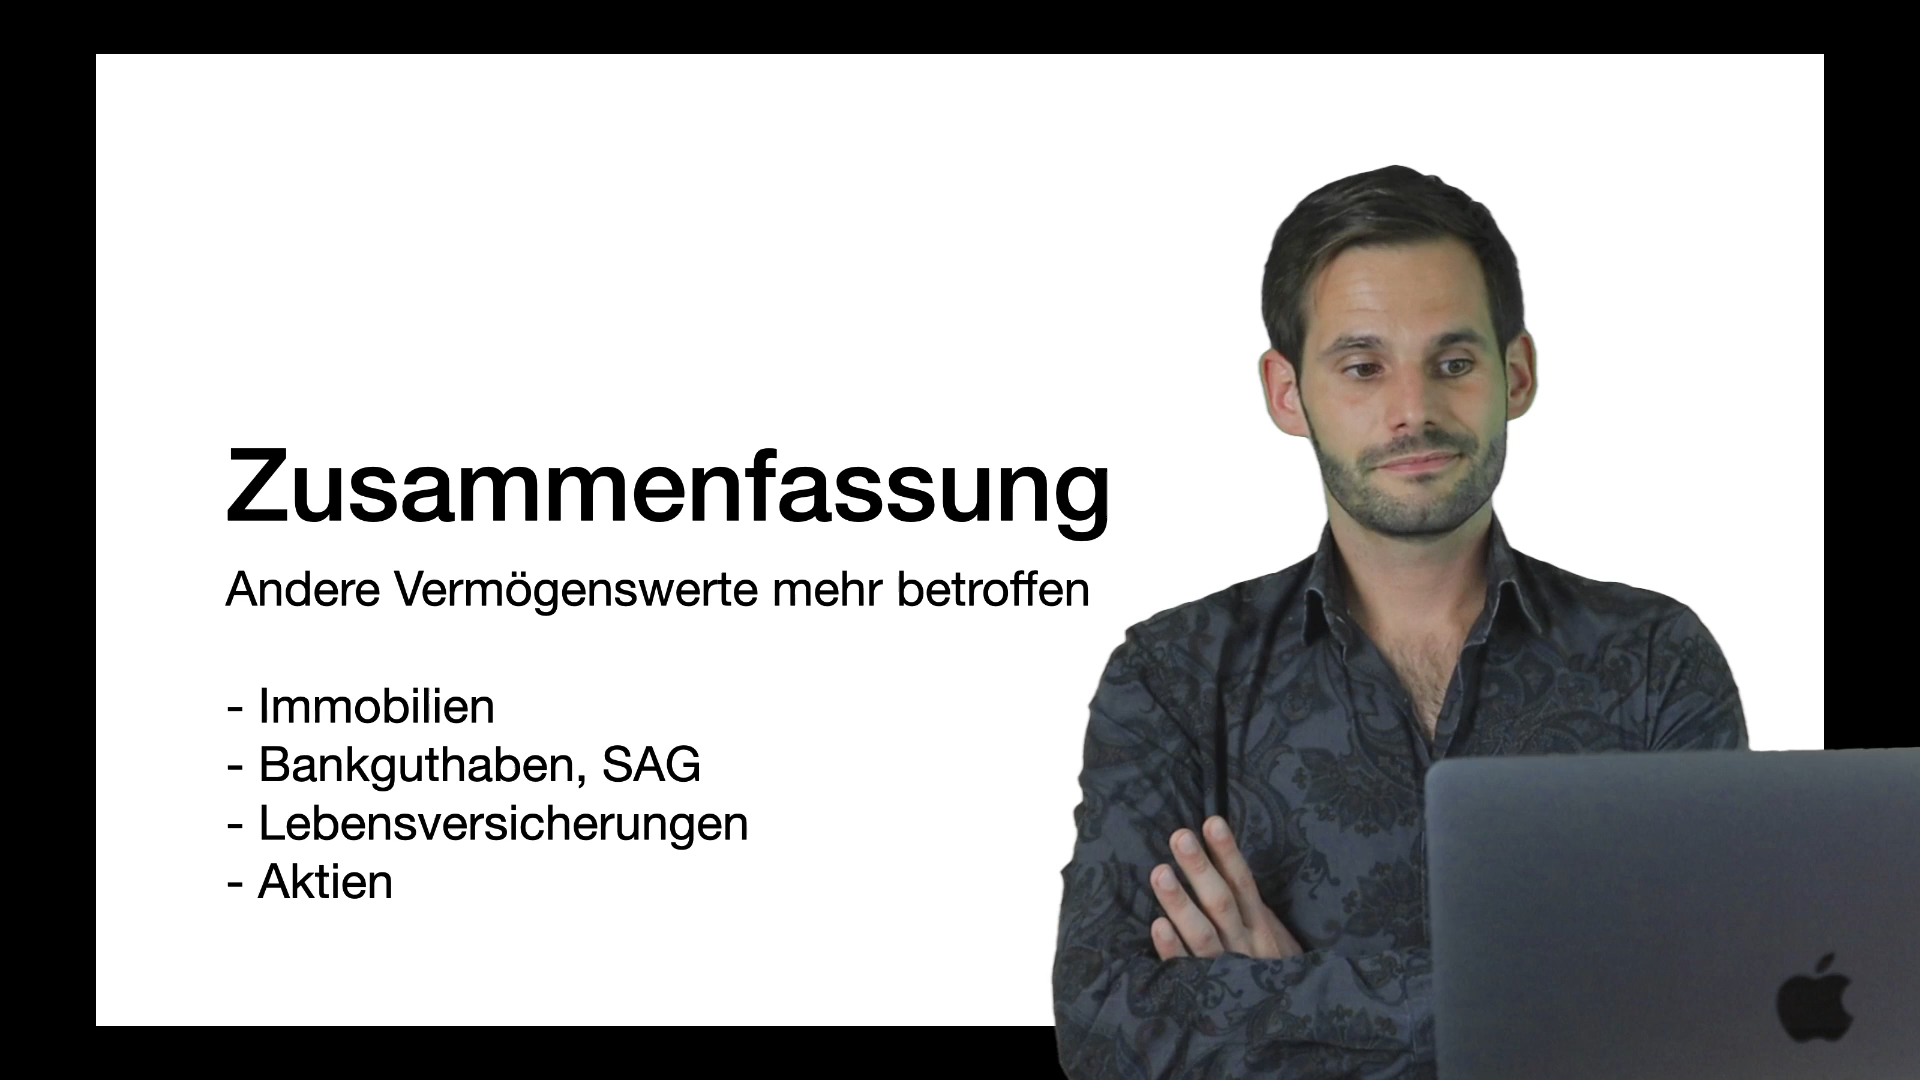 Zusammenfassung
Andere Vermögenswerte mehr betroffen
- Immobilien
- Bankguthaben, SAG
- Lebensversicherungen
- Aktien